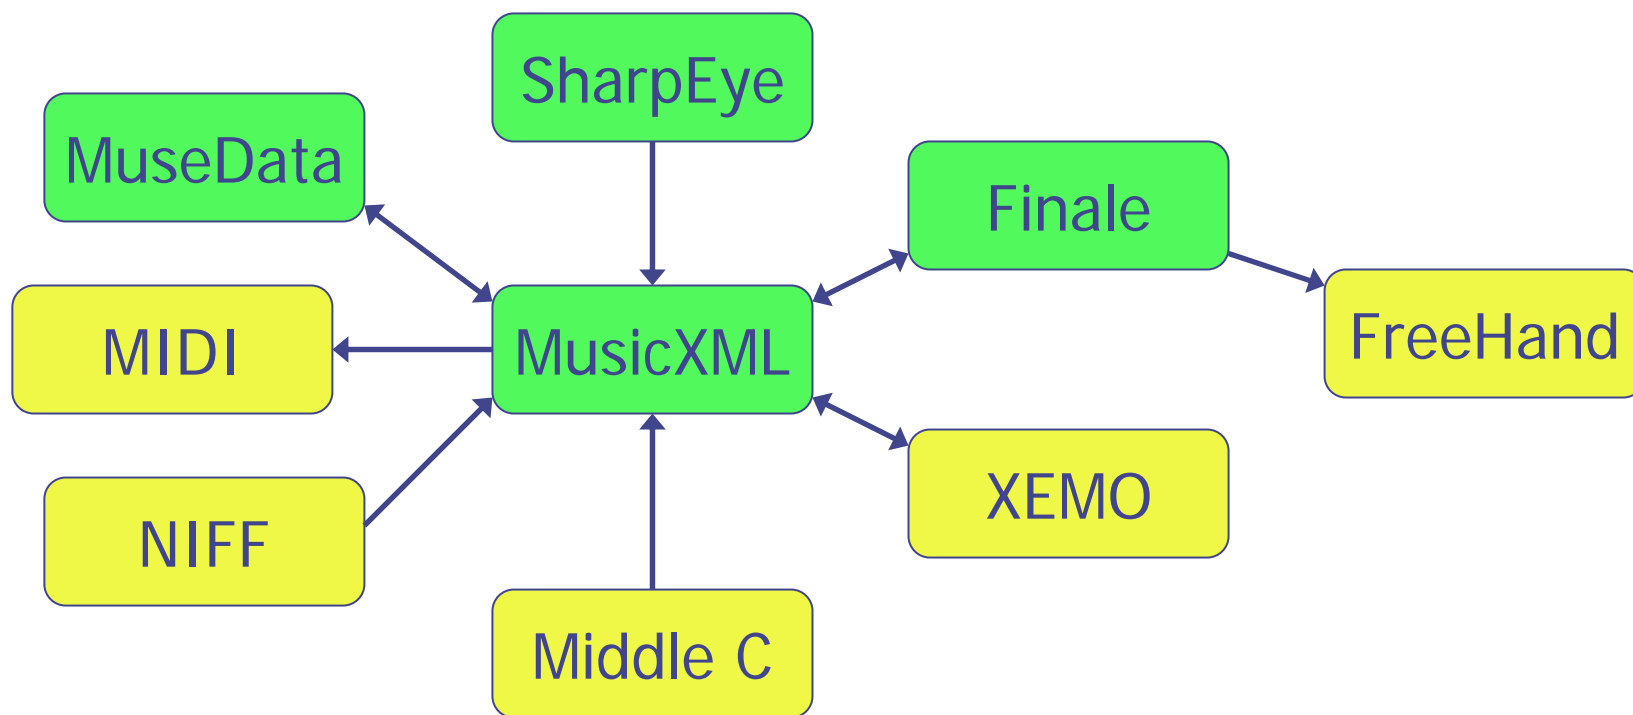 SharpEye
MuseData
Finale
MIDI
MusicXML
FreeHand
NIFF
XEMO
Middle C